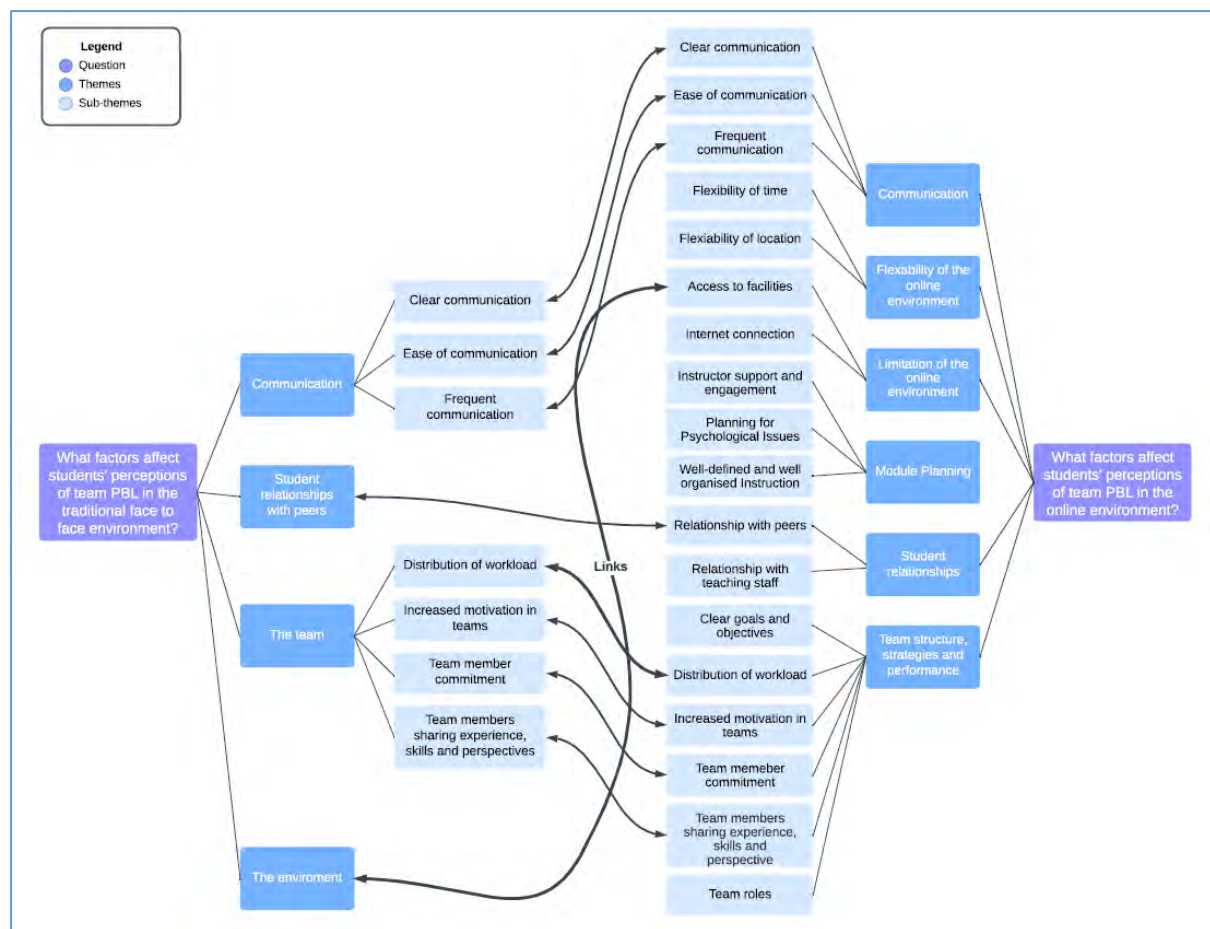 Legend
Question
Themes
Sub-themes
What factors affect
students' perceptions
of team PBL in the
traditional face to
face environment?
Communication
Student
relationships
with peers
The team
The enviroment
Clear communication
Ease of communication
Frequent
communication
Distribution of workload
Increased motivation in
teams
Team member
commitment
Team members
sharing experience,
skills and perspectives
Links
Clear communication
Ease of communication
Frequent
communication
Flexibility of time
Flexiability of location
Access to facilities
Internet connection
Instructor support and
engagement
Planning for
Psychological Issues
Well-defined and well
organised Instruction
Relationship with peers
Relationship with
teaching staff
Clear goals and
objectives
Distribution of workload
Increased motivation in
teams
Team memeber
commitment
Team members
sharing experience,
skills and
perspective
Team roles
Communication
Flexability of the
online
environment
Limitation of the
online
environment
Module Planning
Student
relationships
Team structure,
strategies and
performance
What factors affect
students' perceptions
of team PBL in the
online environment?